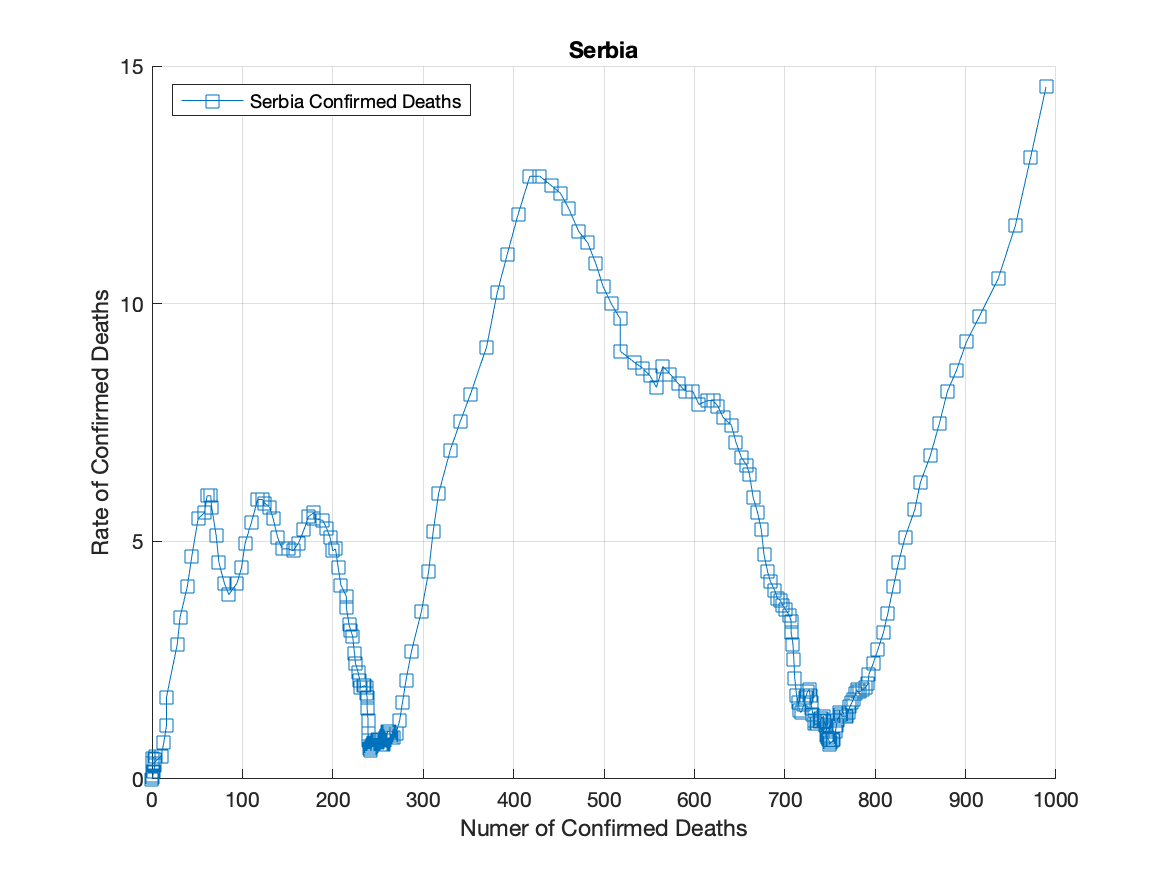 Serbia
15
Serbia Confirmed Deaths
10
Rate of Confirmed Deaths
5
0
0 100 200 300 400 500 600 700 800 900 1000
Numer of Confirmed Deaths